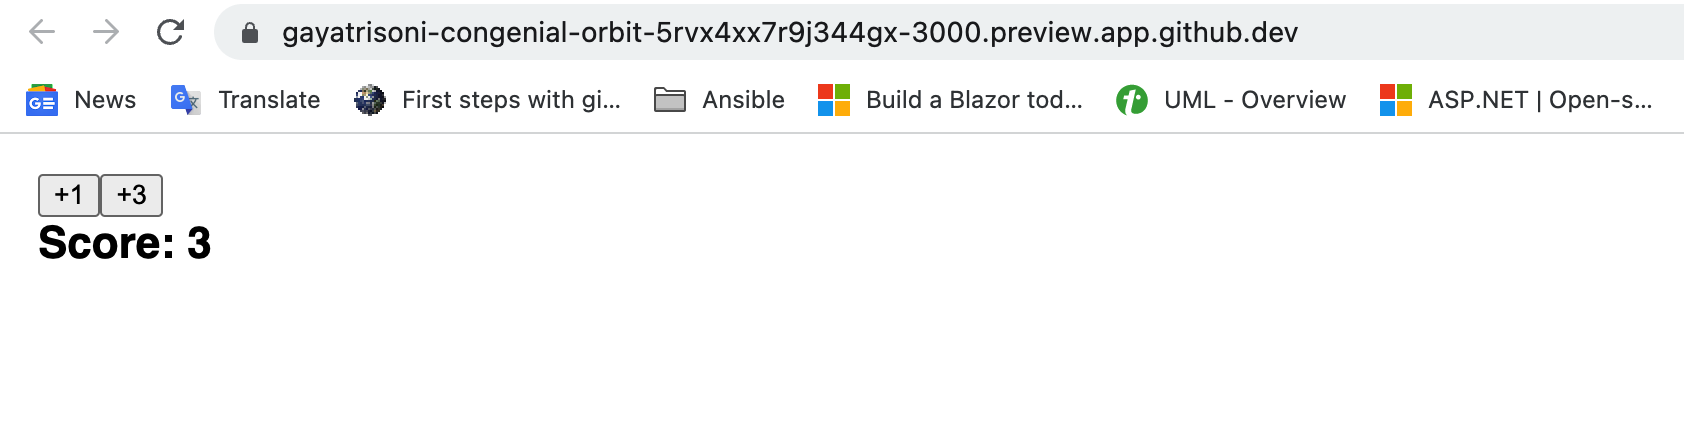 gayatrisoni-congenial-orbit-5rvx4xx7r9j344gx-3000.preview.app.github.dev
News Translate First steps with gi... Ansible Build a Blazor tod... UML - Overview ASP.NET | Open-s...
+1 +3
Score: 3